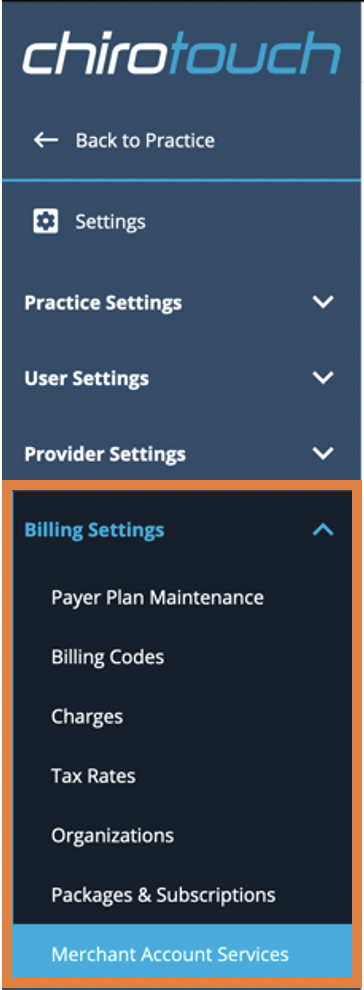 chirotouch
Back to Practice
Settings
Practice Settings
User Settings
Provider Settings
Billing Settings
Payer Plan Maintenance
Billing Codes
Charges
Tax Rates
Organizations
Packages & Subscriptions
Merchant Account Services